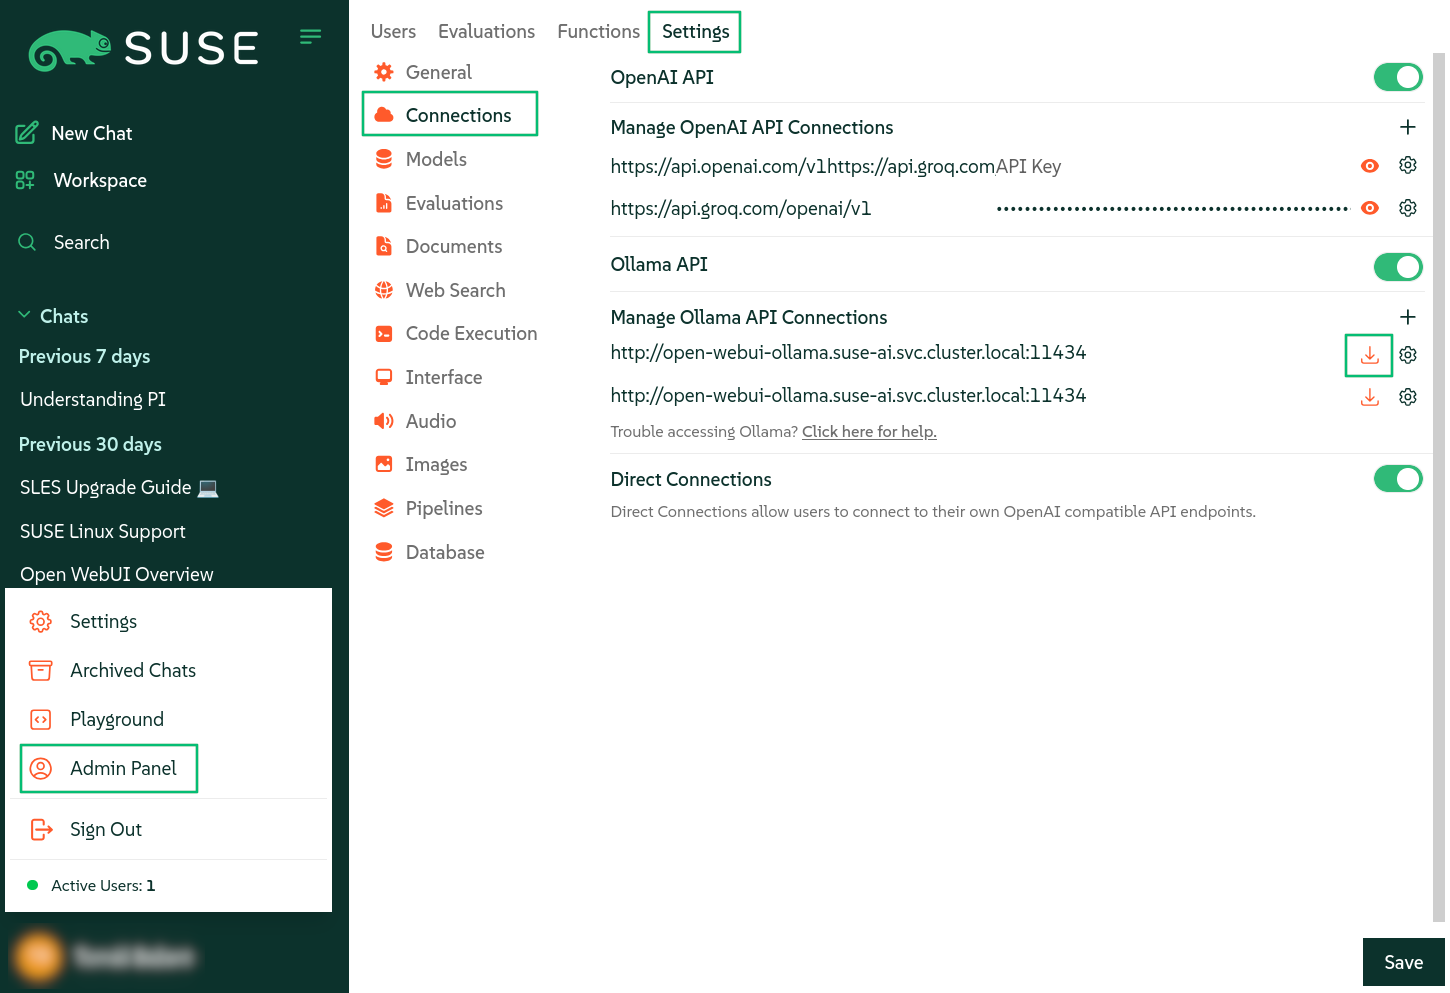 SUSE
New Chat
Workspace
Search
Chats
Previous 7 days
Understanding PI
Previous 30 days
SLES Upgrade Guide 💻
SUSE Linux Support
Open WebUI Overview
Settings
Archived Chats
Playground
Admin Panel
Sign Out
Active Users: 1
Users Evaluations Functions Settings
General
Connections
Models
Evaluations
Documents
Web Search
Code Execution
Interface
Audio
Images
Pipelines
Database
OpenAI API
Manage OpenAI API Connections
https://api.openai.com/v1https://api.groq.com API Key
https://api.groq.com/openai/v1 •••••••••••••••••••••••••••••••••••••••••••••••••••
Ollama API
Manage Ollama API Connections
http://open-webui-ollama.suse-ai.svc.cluster.local:11434
http://open-webui-ollama.suse-ai.svc.cluster.local:11434
Trouble accessing Ollama? Click here for help.
Direct Connections
Direct Connections allow users to connect to their own OpenAI compatible API endpoints.
Save